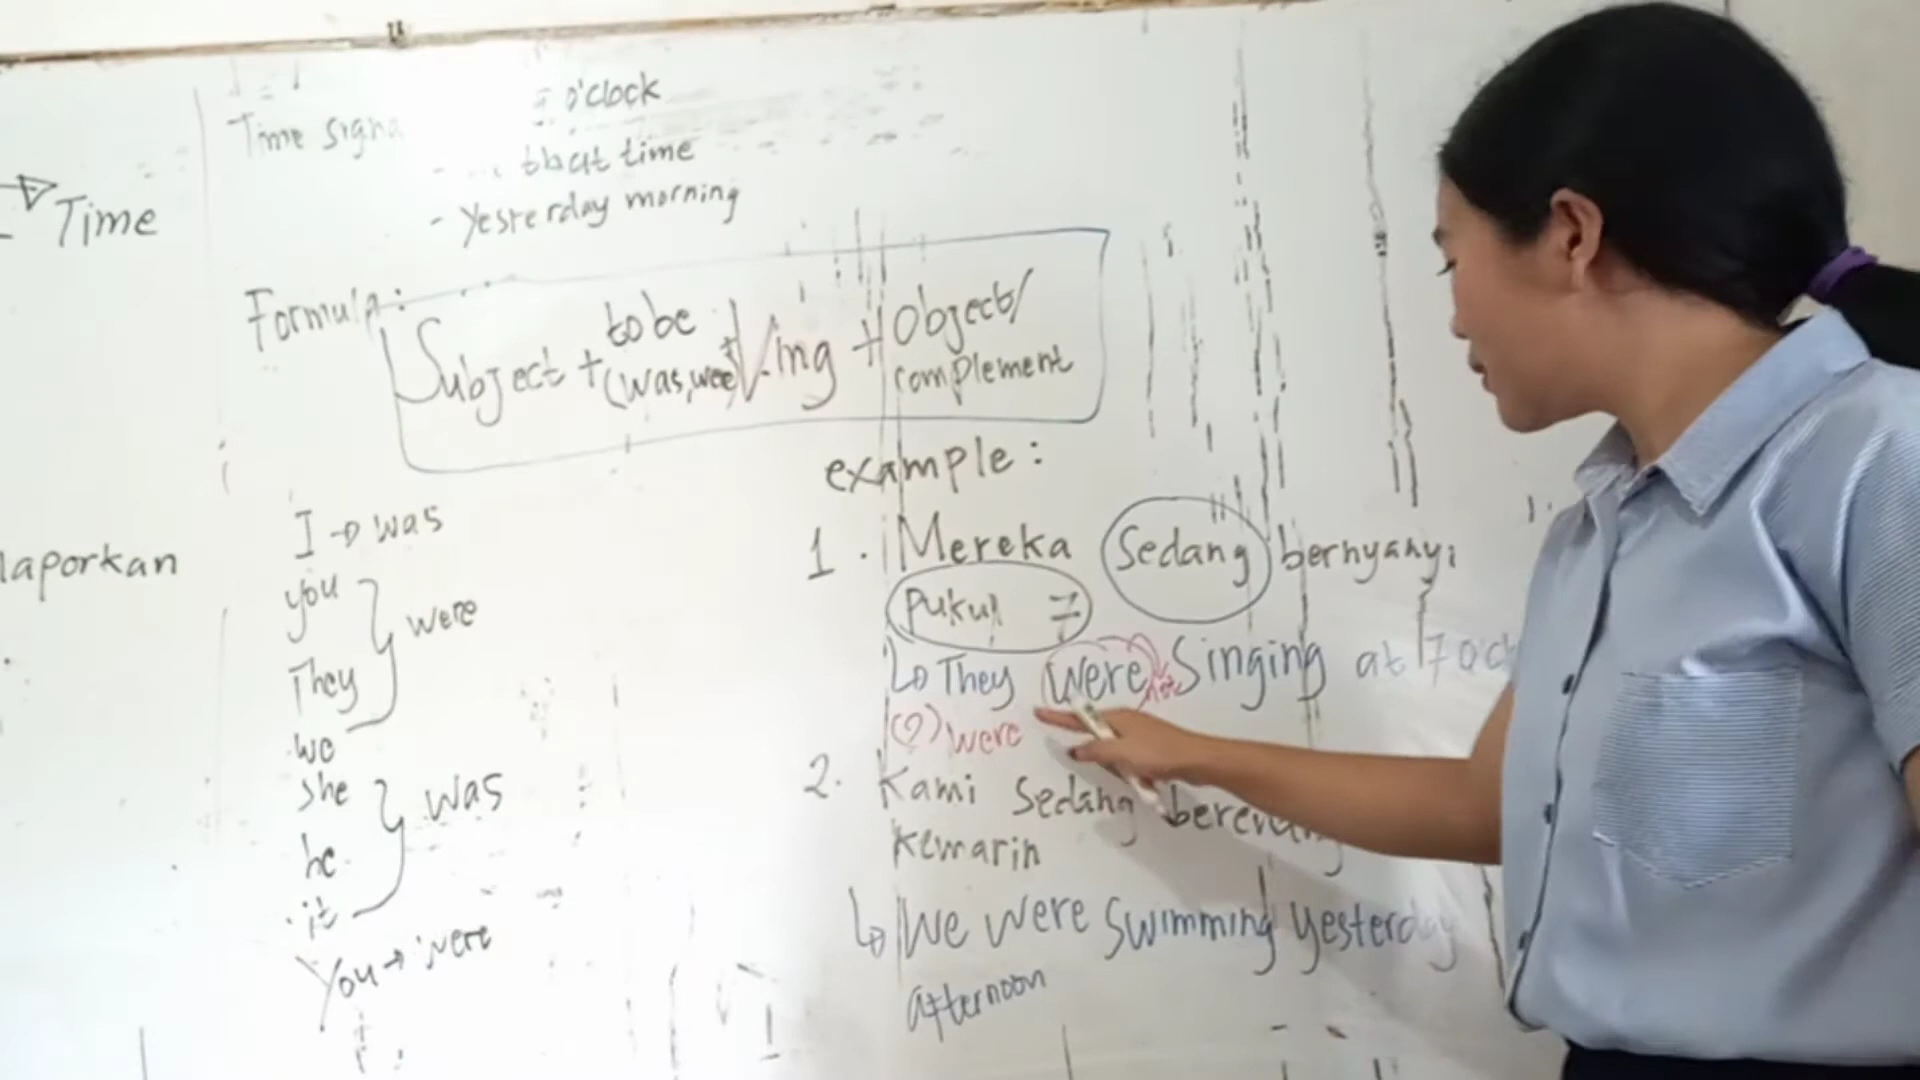 Time
laporkan
Time signa
o'clock
- ... that time
- Yesterday morning
Formula:
Subject + to be (was, were) + V-ing + Object/complement
I → was
you
They
we
were
she
he
it
was
You → were
example:
1. Mereka Sedang bernyanyi
pukul 7
↳ They were not Singing at 7
(?) were
2. Kami Sedang
kemarin
↳ We were Swimming yesterday
afternoon